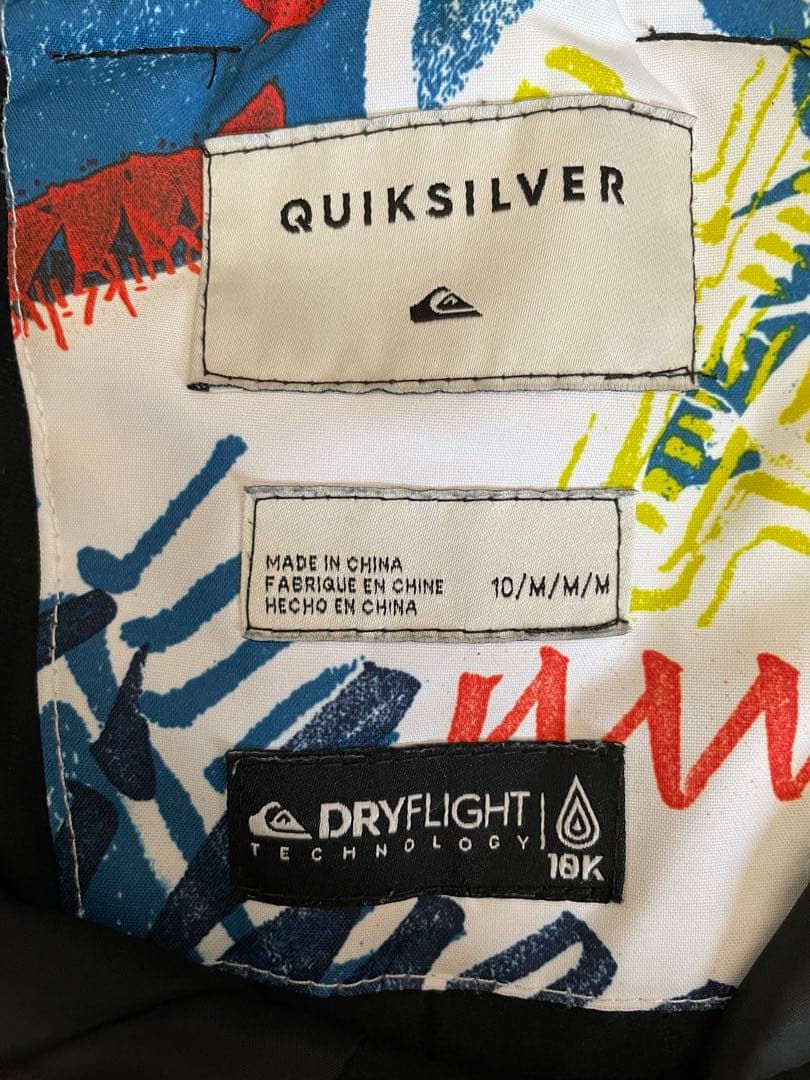 QUIKSILVER
MADE IN CHINA
FABRIQUE EN CHINE
HECHO EN CHINA
10/M/M/M
DRYFLIGHT
TECHNOLOGY
10K